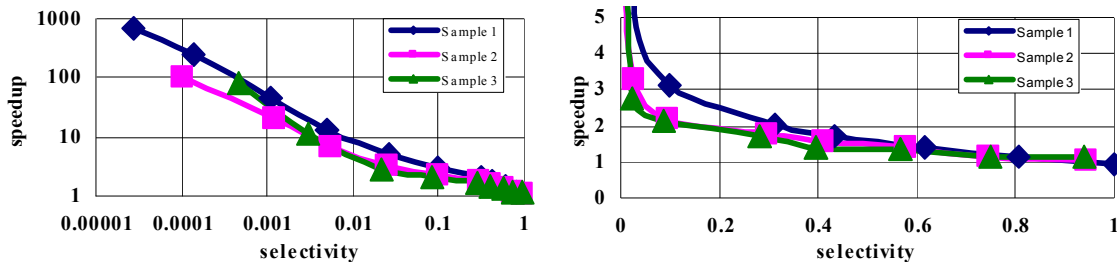 1000
100
10
1
speedup
0.00001
0.0001
0.001
0.01
0.1
1
selectivity
Sample 1
Sample 2
Sample 3
5
4
3
2
1
0
speedup
0
0.2
0.4
0.6
0.8
1
selectivity
Sample 1
Sample 2
Sample 3